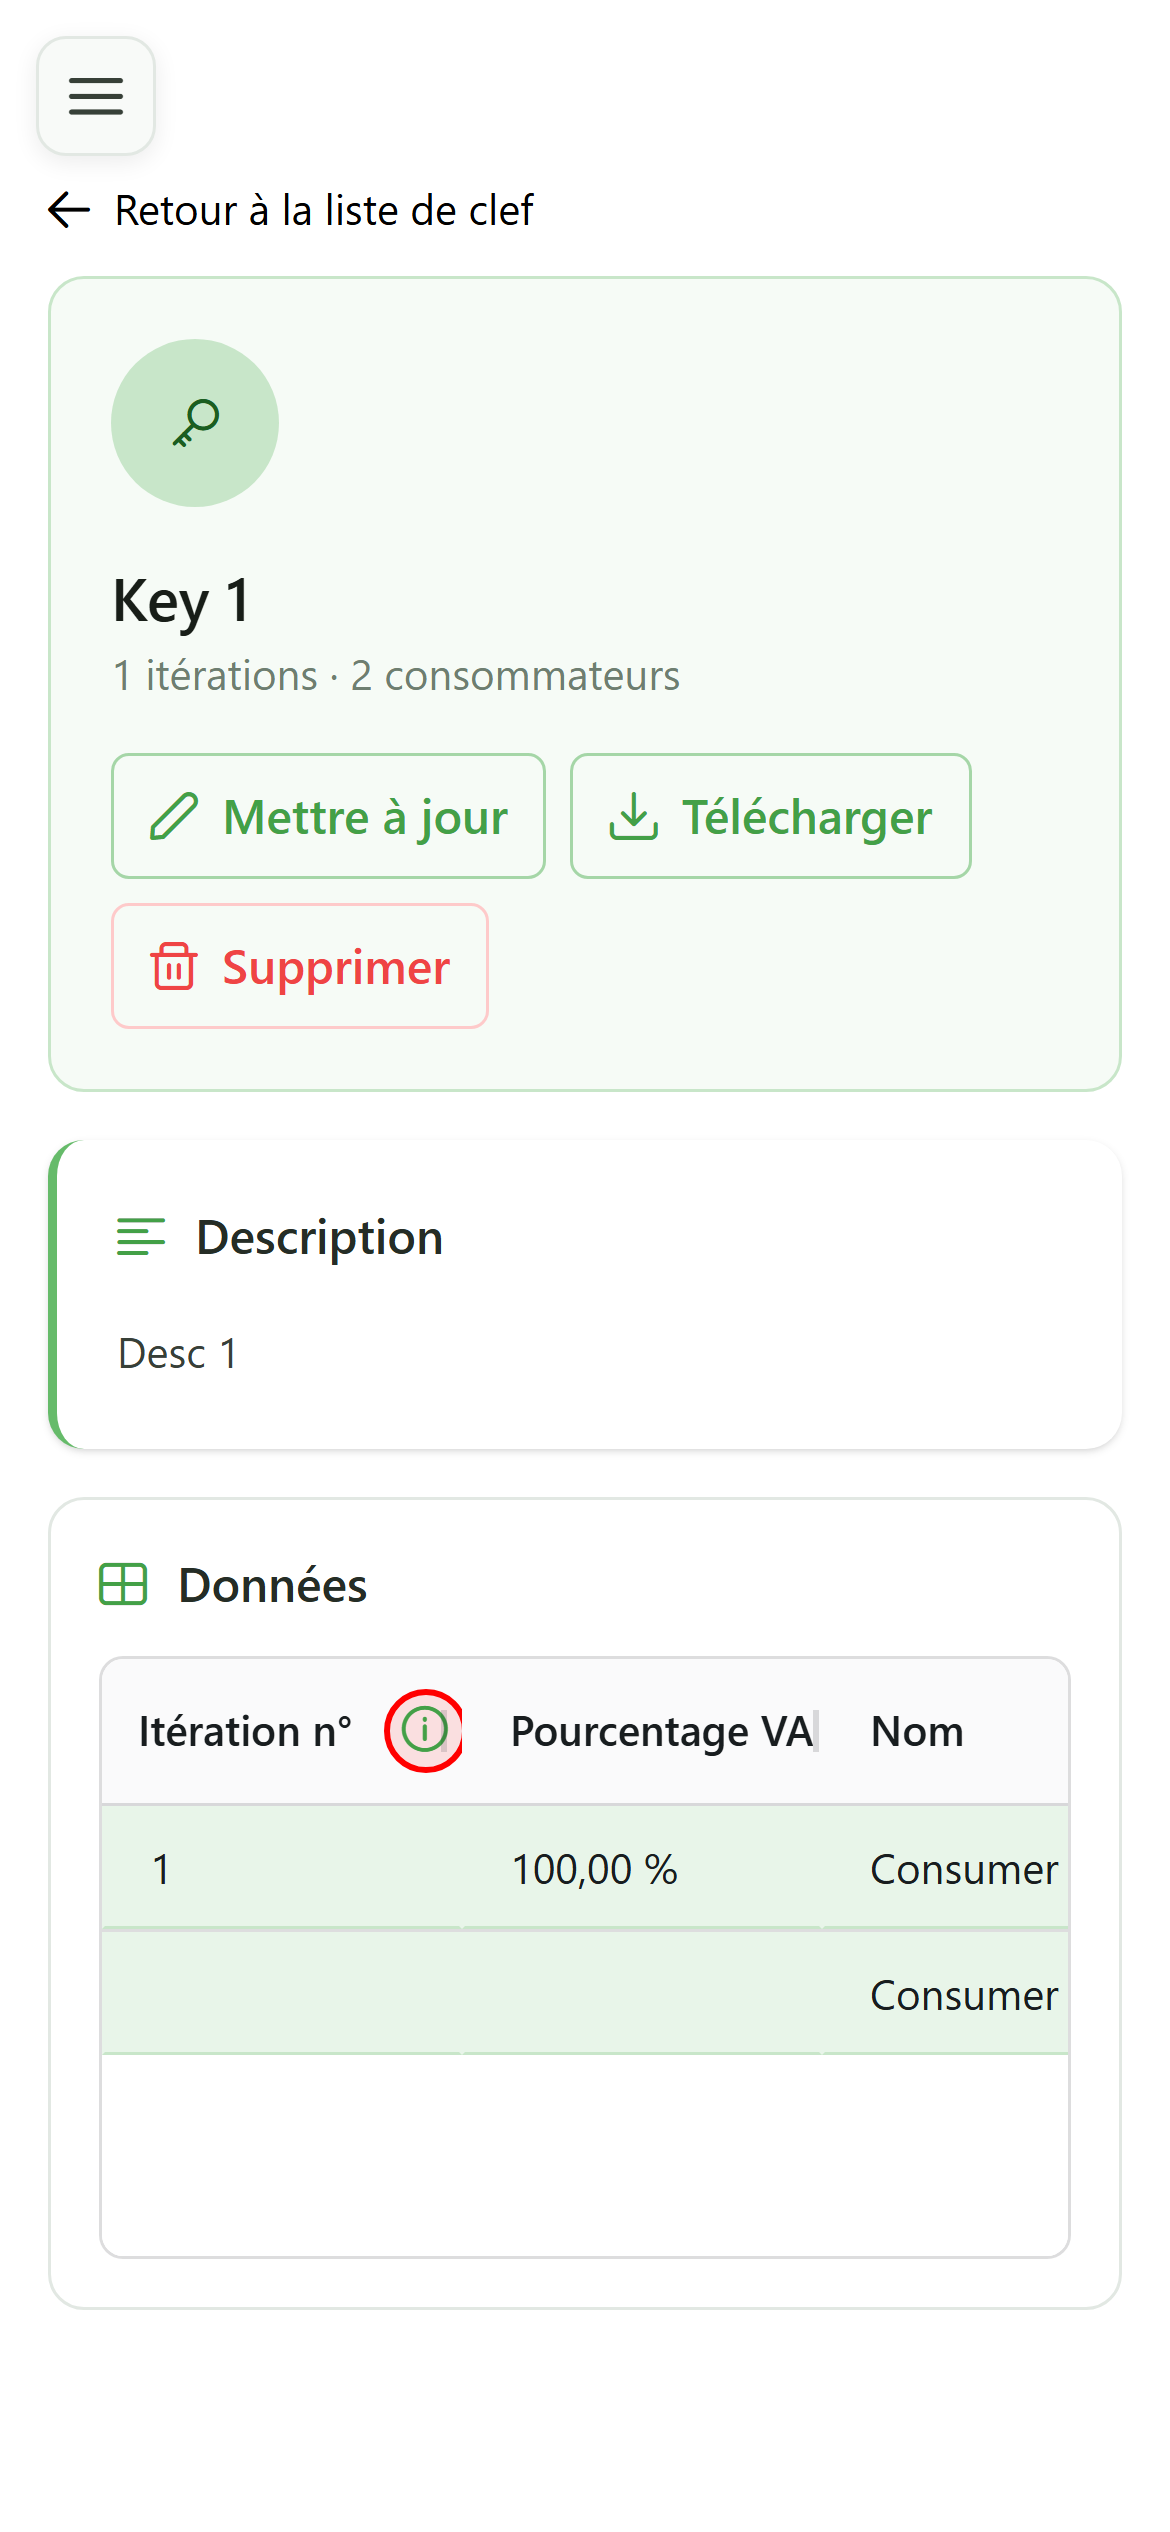 Retour à la liste de clef
Key 1
1 itérations · 2 consommateurs
Mettre à jour
Télécharger
Supprimer
Description
Desc 1
Données
Itération n° Pourcentage VA Nom
1 100,00 % Consumer
Consumer